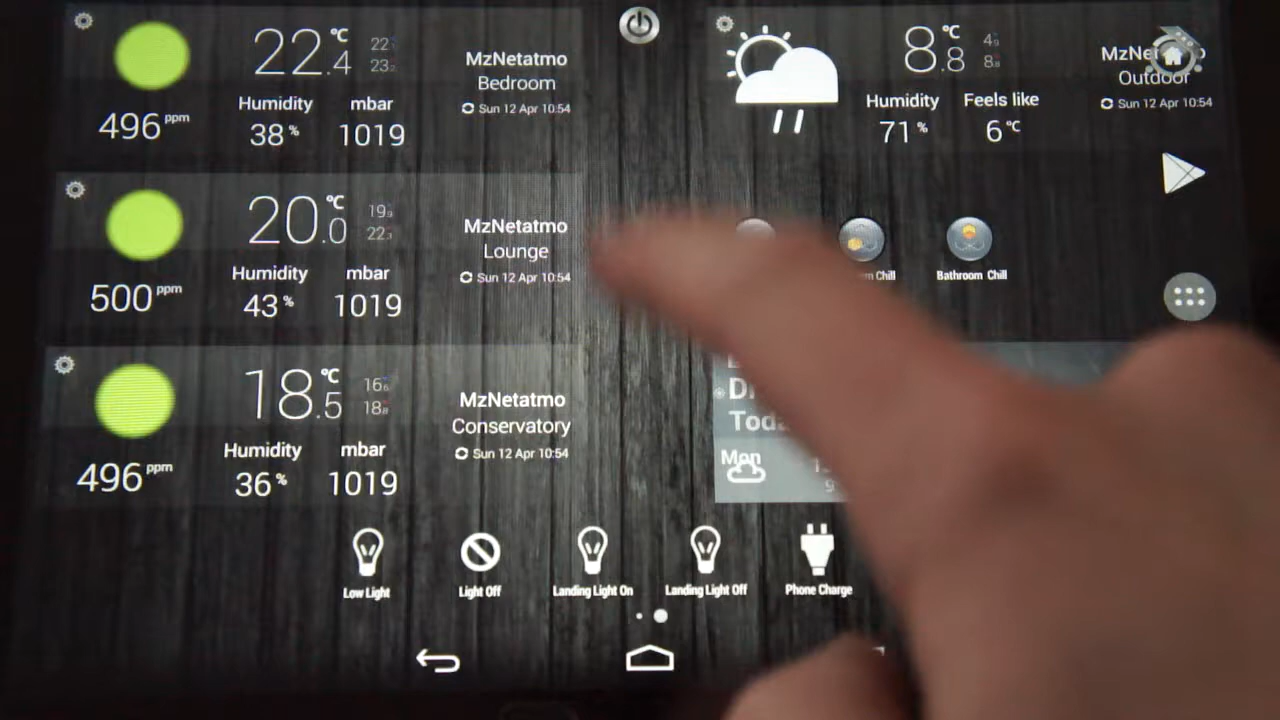 22.4 °C
22
23
MzNetatmo
Bedroom
Sun 12 Apr 10:54
496 ppm
Humidity
38 %
mbar
1019
8.8 °C
4
8
Outdoor
Sun 12 Apr 10:54
Humidity
71 %
Feels like
6 °C
20.0 °C
19
22
MzNetatmo
Lounge
Sun 12 Apr 10:54
500 ppm
Humidity
43 %
mbar
1019
Chill
Bathroom Chill
18.5 °C
16
18
MzNetatmo
Conservatory
Sun 12 Apr 10:54
496 ppm
Humidity
36 %
mbar
1019
Mon
Low Light
Light Off
Landing Light On
Landing Light Off
Phone Charge